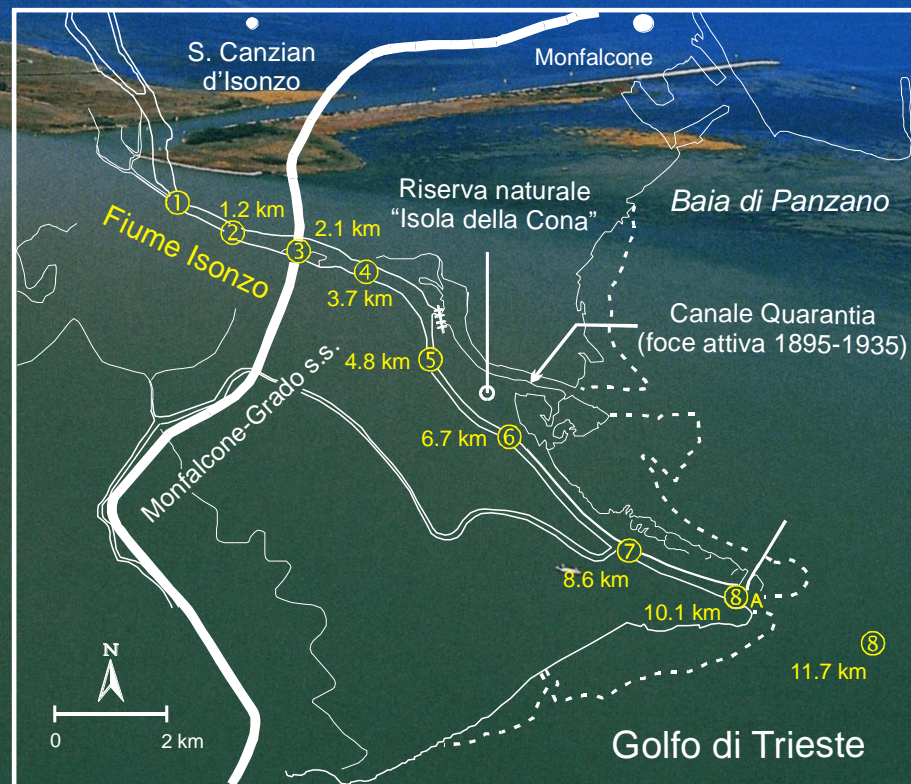 S. Canzian
d'Isonzo
Monfalcone
Riserva naturale
"Isola della Cona"
Baia di Panzano
1
1.2 km
2
2.1 km
3
Fiume Isonzo
4
3.7 km
Canale Quarantia
(foce attiva 1895-1935)
4.8 km
5
Monfalcone-Grado s.s.
6.7 km
6
7
8.6 km
8 A
10.1 km
8
11.7 km
N
0 2 km
Golfo di Trieste